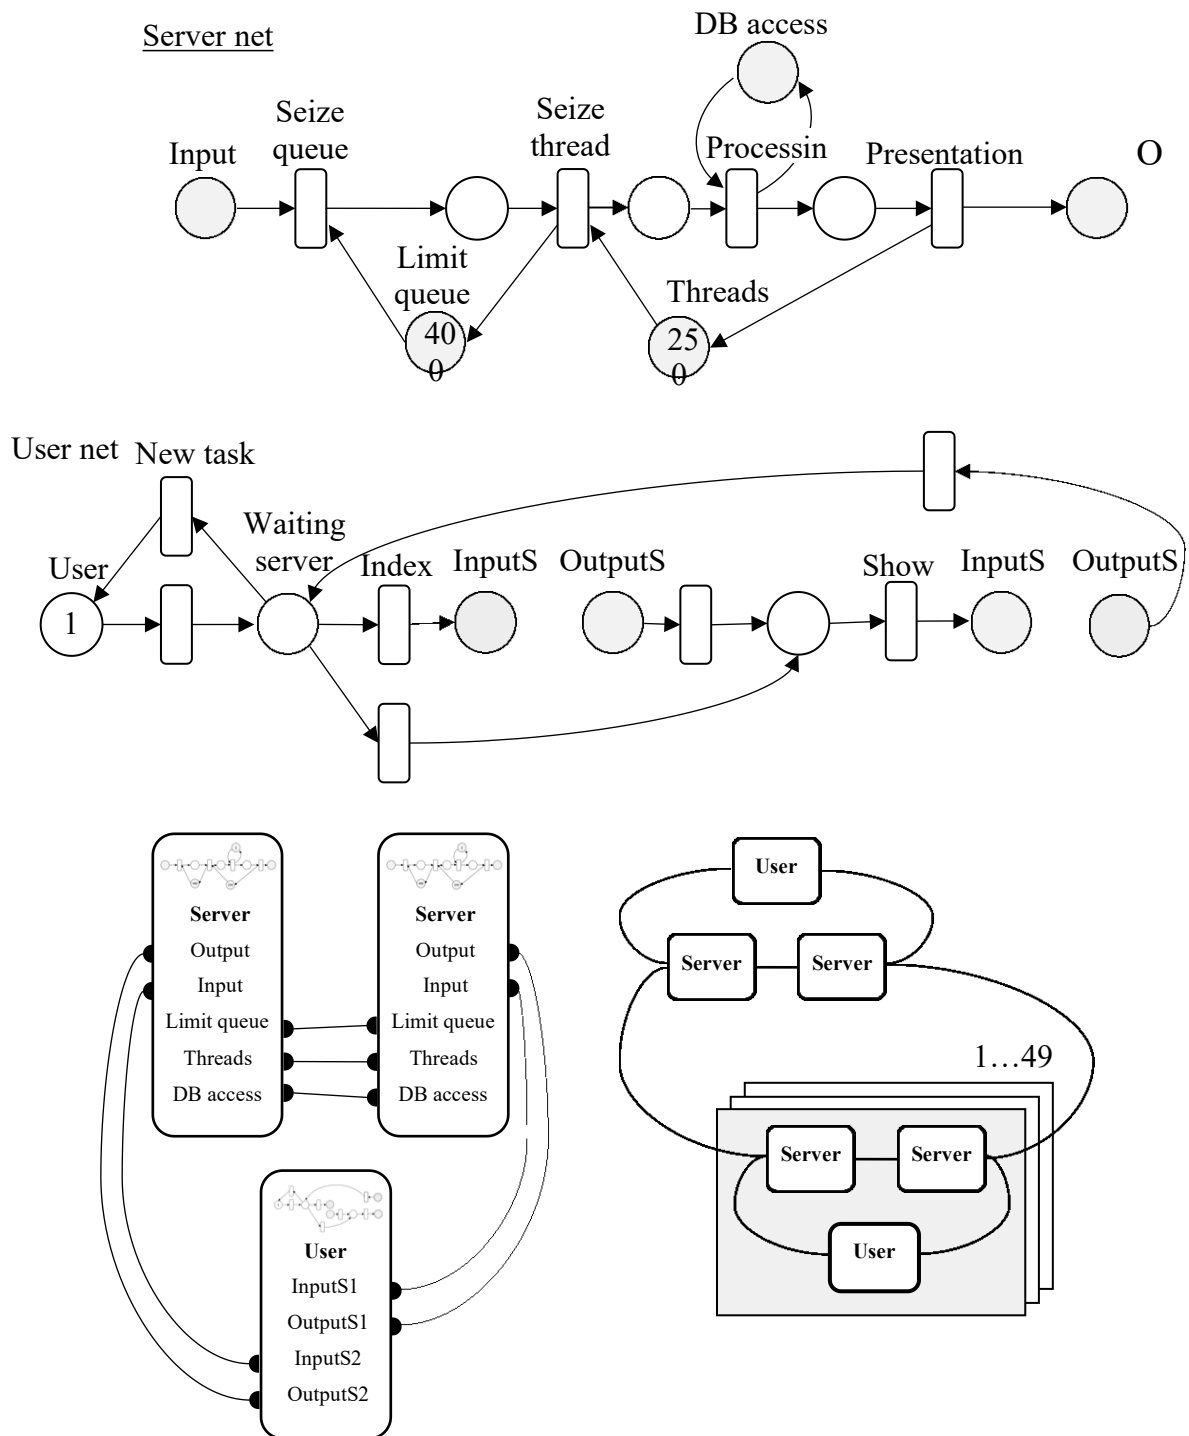 Server net
DB access
Seize
queue
Seize
thread
Input
Processin
Presentation
O
Limit
queue
Threads
40
0
25
0
User net
New task
Waiting
server
User
Index
InputS
OutputS
Show
InputS
OutputS
1
Server
Output
Input
Limit queue
Threads
DB access
Server
Output
Input
Limit queue
Threads
DB access
User
InputS1
OutputS1
InputS2
OutputS2
User
Server
Server
1…49
Server
Server
User